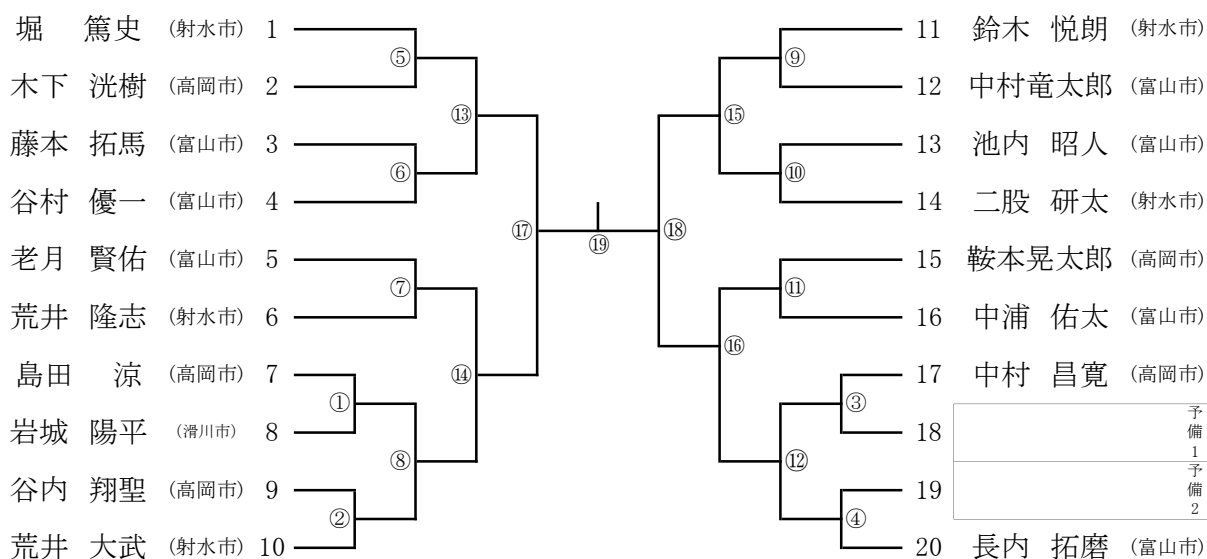 堀　篤史 (射水市) 1
木下 洸樹 (高岡市) 2
藤本 拓馬 (富山市) 3
谷村 優一 (富山市) 4
老月 賢佑 (富山市) 5
荒井 隆志 (射水市) 6
島田　涼 (高岡市) 7
岩城 陽平 (滑川市) 8
谷内 翔聖 (高岡市) 9
荒井 大武 (射水市) 10
⑤
⑥
⑦
①
⑧
②
⑬
⑭
⑰
⑲
⑱
⑮
⑯
⑨
⑩
⑪
③
⑫
④
11 鈴木 悦朗 (射水市)
12 中村竜太郎 (富山市)
13 池内 昭人 (富山市)
14 二股 研太 (射水市)
15 鞍本晃太郎 (高岡市)
16 中浦 佑太 (富山市)
17 中村 昌寛 (高岡市)
18 予備1
19 予備2
20 長内 拓磨 (富山市)